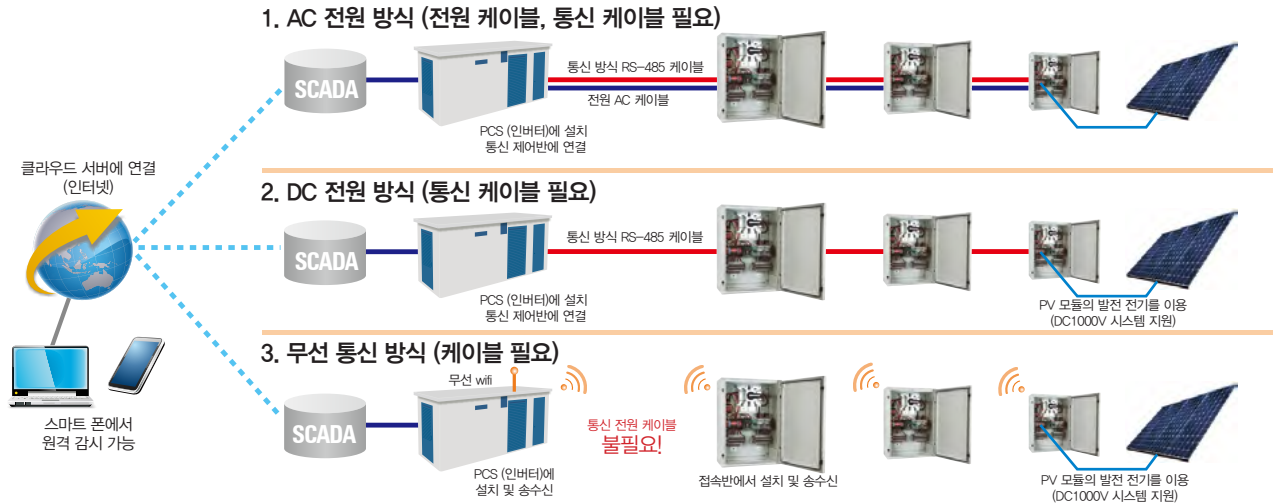 1. AC 전원 방식 (전원 케이블, 통신 케이블 필요)
SCADA
통신 방식 RS-485 케이블
전원 AC 케이블
PCS (인버터)에 설치
통신 제어반에 연결
클라우드 서버에 연결
(인터넷)
2. DC 전원 방식 (통신 케이블 필요)
SCADA
통신 방식 RS-485 케이블
PCS (인버터)에 설치
통신 제어반에 연결
PV 모듈의 발전 전기를 이용
(DC1000V 시스템 지원)
3. 무선 통신 방식 (케이블 필요)
무선 wifi
SCADA
통신 전원 케이블
불필요!
스마트 폰에서
원격 감시 가능
PCS (인버터)에
설치 및 송수신
접속반에서 설치 및 송수신
PV 모듈의 발전 전기를 이용
(DC1000V 시스템 지원)